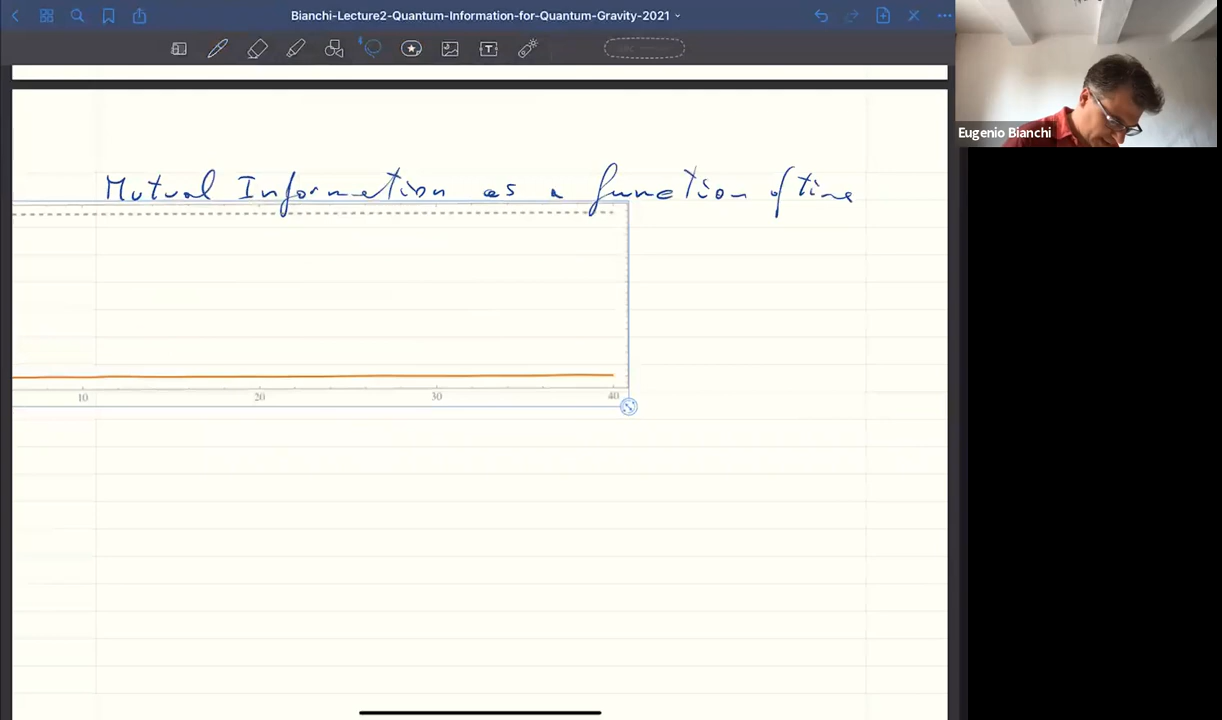 Bianchi-Lecture2-Quantum-Information-for-Quantum-Gravity-2021
T
Eugenio Bianchi
Mutual Information as a function of time
10 20 30 40